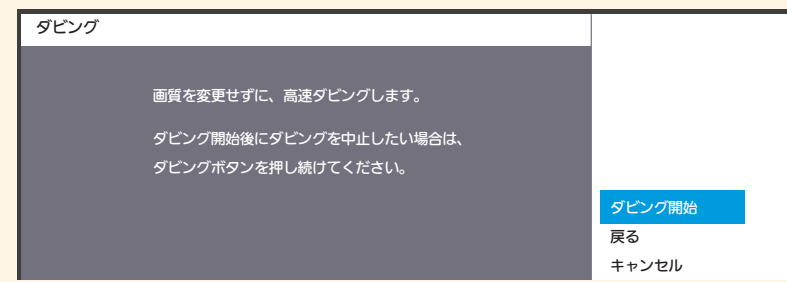 ダビング
画質を変更せずに、高速ダビングします。
ダビング開始後にダビングを中止したい場合は、
ダビングボタンを押し続けてください。
ダビング開始
戻る
キャンセル